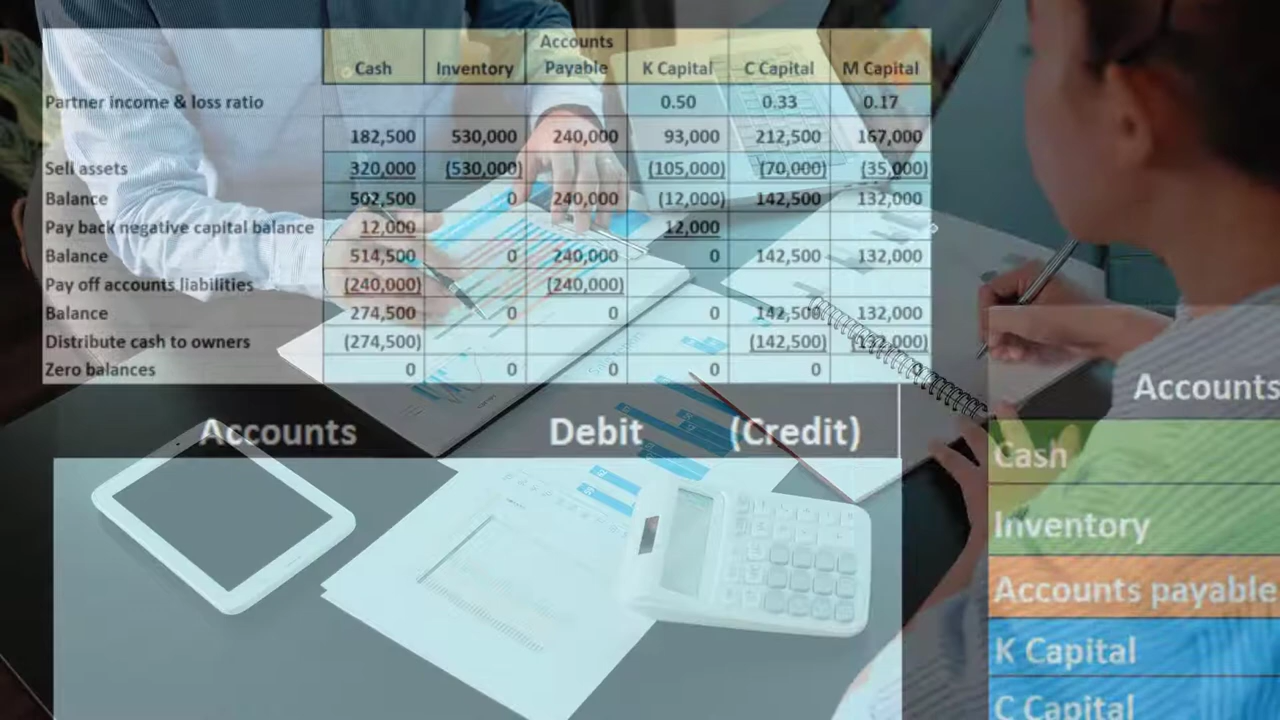 Accounts
Cash Inventory Payable K Capital C Capital M Capital
Partner income & loss ratio 0.50 0.33 0.17
182,500 530,000 240,000 93,000 212,500 167,000
Sell assets 320,000 (530,000) (105,000) (70,000) (35,000)
Balance 502,500 0 240,000 (12,000) 142,500 132,000
Pay back negative capital balance 12,000 12,000
Balance 514,500 0 240,000 0 142,500 132,000
Pay off accounts liabilities (240,000) (240,000)
Balance 274,500 0 0 0 142,500 132,000
Distribute cash to owners (274,500) (142,500)
Zero balances 0 0 0 0 0 0
Accounts Debit (Credit)
Accounts
Cash
Inventory
Accounts payable
K Capital
C Capital